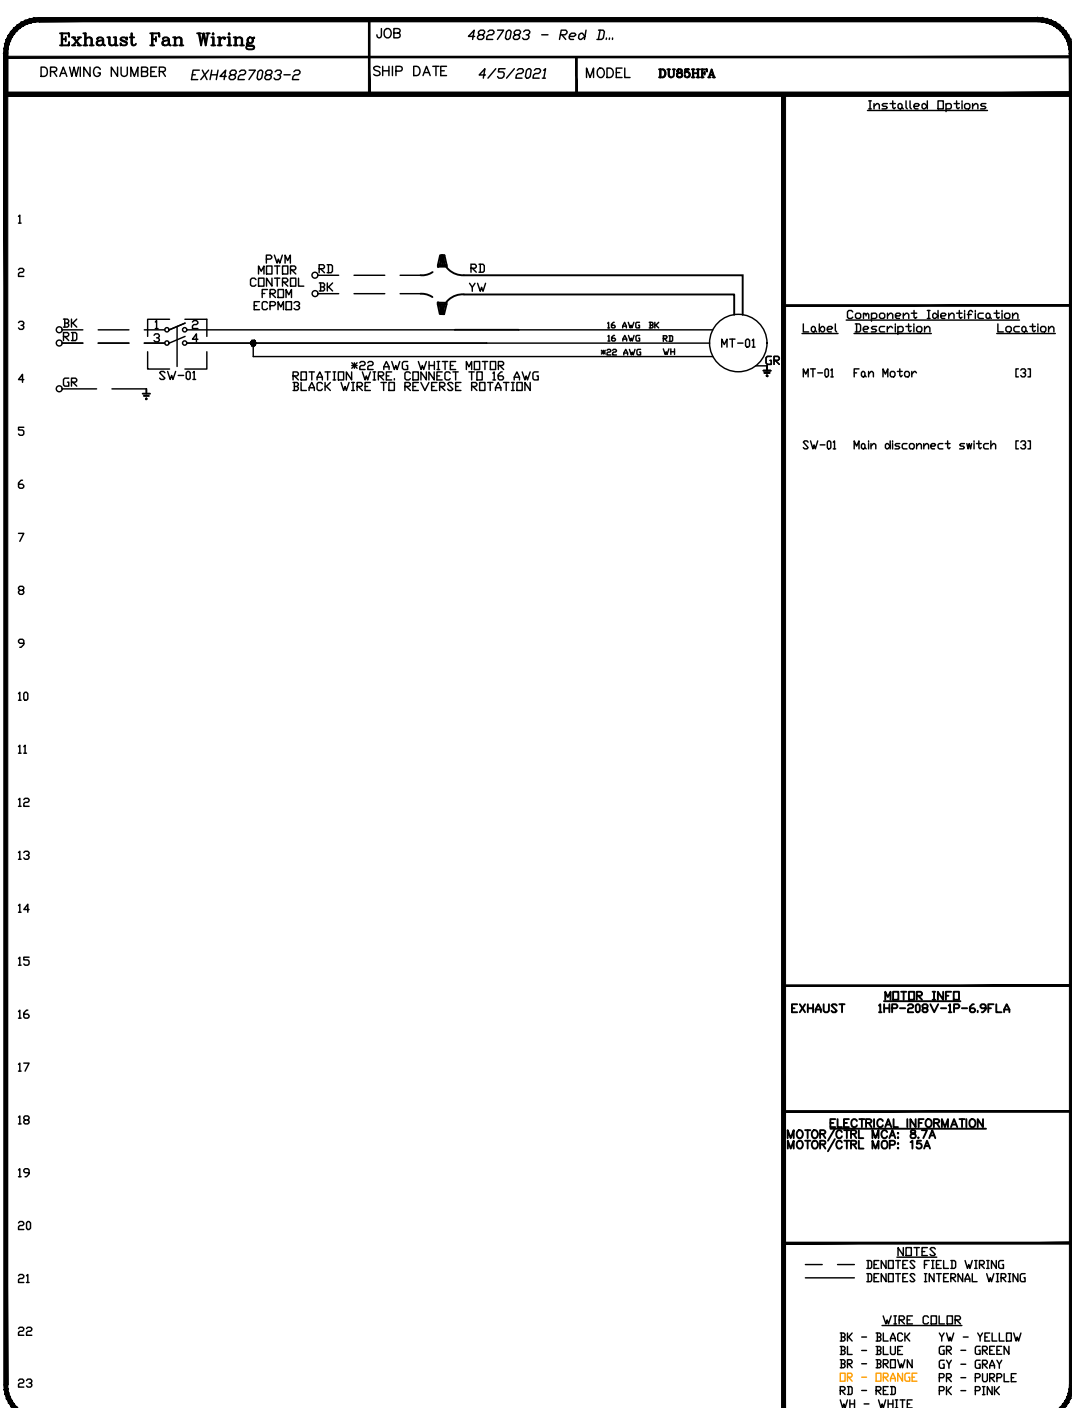 Exhaust Fan Wiring
JOB 4827083 - Red D...
DRAWING NUMBER EXH4827083-2
SHIP DATE 4/5/2021
MODEL DU85HFA
Installed Options
1
2
PWM
MOTOR
CONTROL
FROM
ECPM03
RD
BK
RD
YW
3
BK
RD
1 2
3 4
SW-01
16 AWG BK
16 AWG RD
*22 AWG WH
MT-01
GR
*22 AWG WHITE MOTOR
ROTATION WIRE. CONNECT TO 16 AWG
BLACK WIRE TO REVERSE ROTATION
4
GR
5
6
7
8
9
10
11
12
13
14
15
16
17
18
19
20
21
22
23
Component Identification
Label Description Location
MT-01 Fan Motor [3]
SW-01 Main disconnect switch [3]
MOTOR INFO
EXHAUST 1HP-208V-1P-6.9FLA
ELECTRICAL INFORMATION
MOTOR/CTRL MCA: 8.7A
MOTOR/CTRL MOP: 15A
NOTES
DENOTES FIELD WIRING
DENOTES INTERNAL WIRING
WIRE COLOR
BK - BLACK YW - YELLOW
BL - BLUE GR - GREEN
BR - BROWN GY - GRAY
OR - ORANGE PR - PURPLE
RD - RED PK - PINK
WH - WHITE